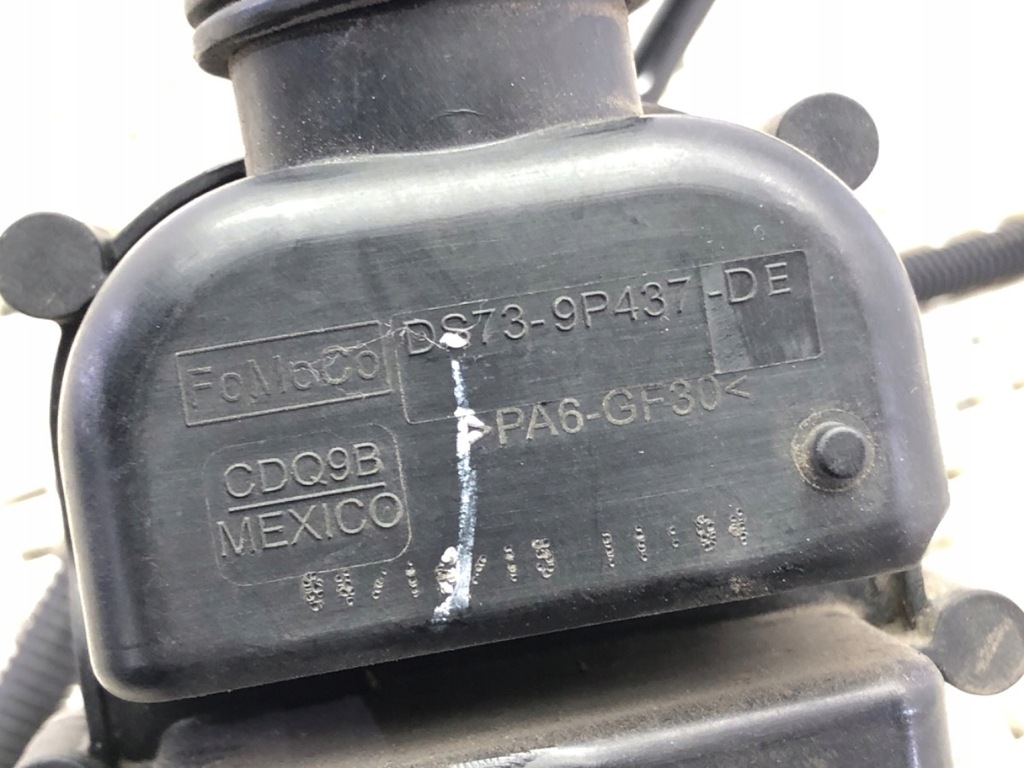 FoMoCo DS73-9P437-DE
>PA6-GF30<
CDQ9B
MEXICO